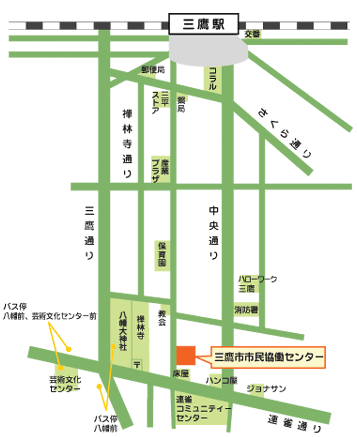 三鷹駅
交番
郵便局
コラル
三平
ストア
薬局
さくら通り
禅林寺通り
産業
プラザ
三鷹通り
中央通り
保育園
ハローワーク
三鷹
消防署
バス停
八幡前、芸術文化センター前
八幡大神社
禅林寺
教会
〒
三鷹市市民協働センター
床屋
芸術文化
センター
ハンコ屋
ジョナサン
連雀
コミュニティー
センター
バス停
八幡前
連雀通り